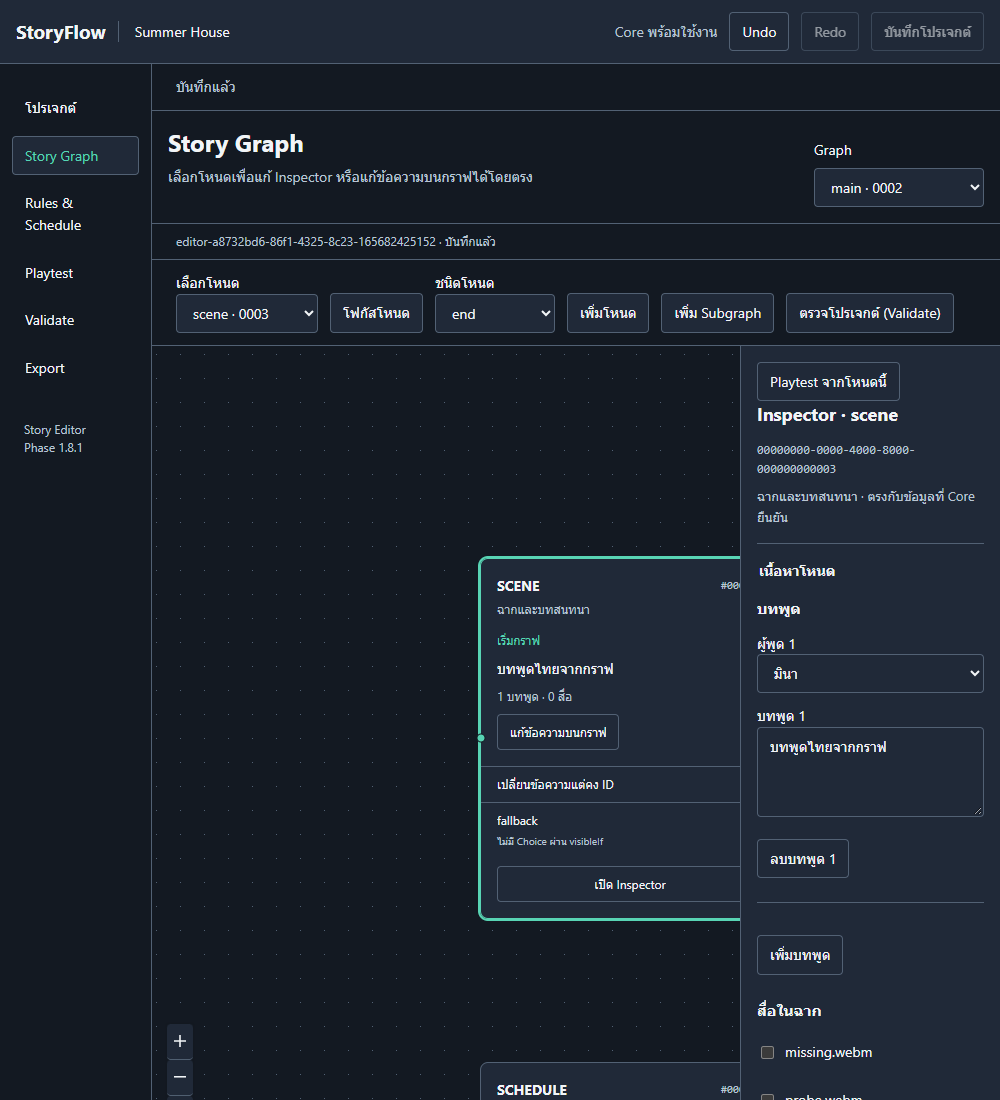 StoryFlow
Summer House
Core พร้อมใช้งาน
Undo
Redo
บันทึกโปรเจกต์
โปรเจกต์
Story Graph
Rules &
Schedule
Playtest
Validate
Export
Story Editor
Phase 1.8.1
บันทึกแล้ว
Story Graph
เลือกโหนดเพื่อแก้ Inspector หรือแก้ข้อความบนกราฟได้โดยตรง
Graph
main · 0002
editor-a8732bd6-86f1-4325-8c23-165682425152 · บันทึกแล้ว
เลือกโหนด
scene · 0003
โฟกัสโหนด
ชนิดโหนด
end
เพิ่มโหนด
เพิ่ม Subgraph
ตรวจโปรเจกต์ (Validate)
SCENE
#000
ฉากและบทสนทนา
เริ่มกราฟ
บทพูดไทยจากกราฟ
1 บทพูด · 0 สื่อ
แก้ข้อความบนกราฟ
เปลี่ยนข้อความแต่คง ID
fallback
ไม่มี Choice ผ่าน visibleIf
เปิด Inspector
SCHEDULE
#000
+
−
Playtest จากโหนดนี้
Inspector · scene
00000000-0000-4000-8000-
000000000003
ฉากและบทสนทนา · ตรงกับข้อมูลที่ Core
ยืนยัน
เนื้อหาโหนด
บทพูด
ผู้พูด 1
มีนา
บทพูด 1
บทพูดไทยจากกราฟ
ลบบทพูด 1
เพิ่มบทพูด
สื่อในฉาก
missing.webm
probe.webm